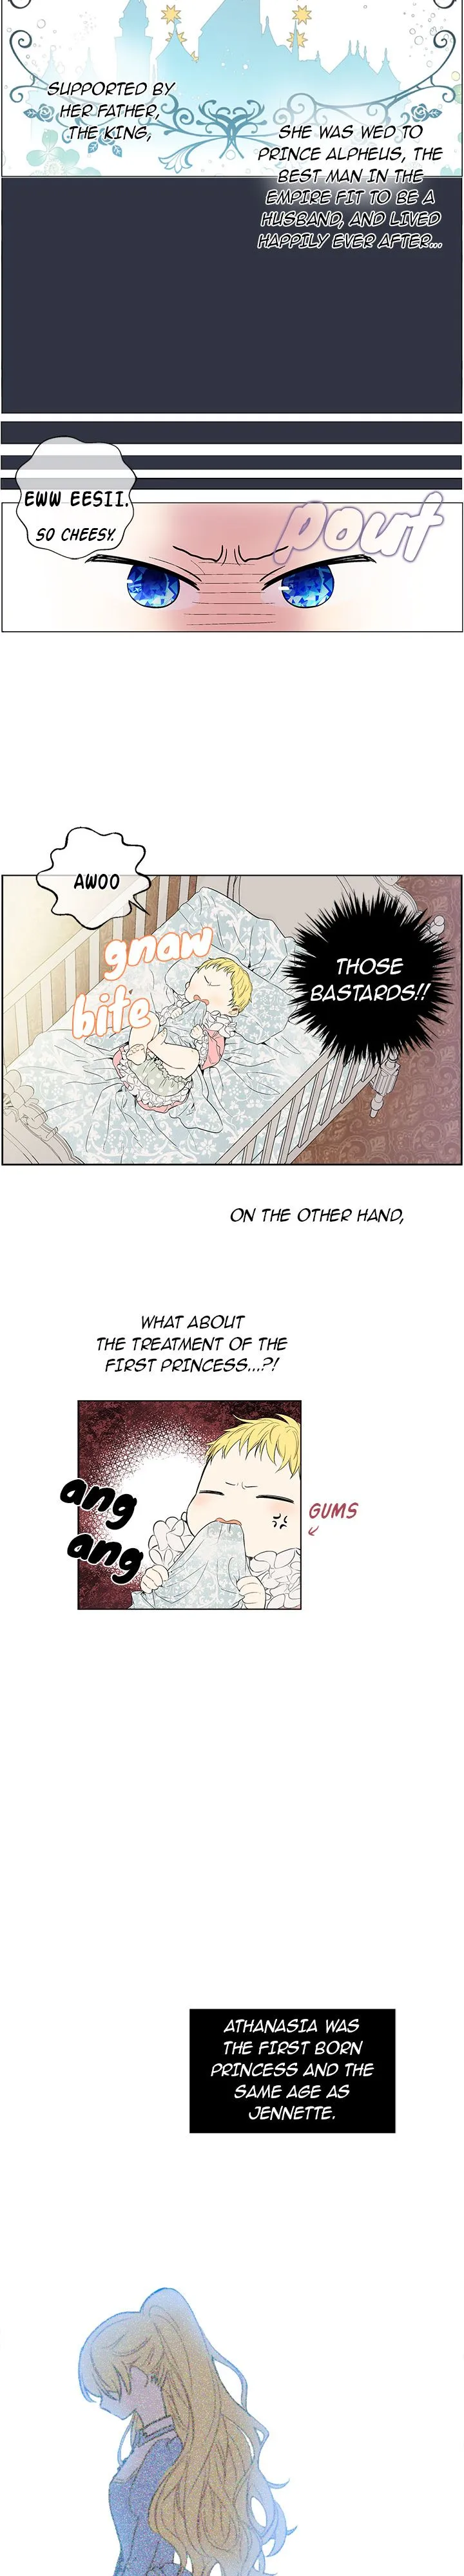 SUPPORTED BY
HER FATHER,
THE KING,
SHE WAS WED TO
PRINCE ALPHEUS, THE
BEST MAN IN THE
EMPIRE FIT TO BE A
HUSBAND, AND LIVED
HAPPILY EVER AFTER...
EWW EESII.
SO CHEESY.
pout
AWOO
gnaw
bite
THOSE
BASTARDS!!
ON THE OTHER HAND,
WHAT ABOUT
THE TREATMENT OF THE
FIRST PRINCESS...?!
ang
ang
GUMS
ATHANASIA WAS
THE FIRST BORN
PRINCESS AND THE
SAME AGE AS
JENNETTE.